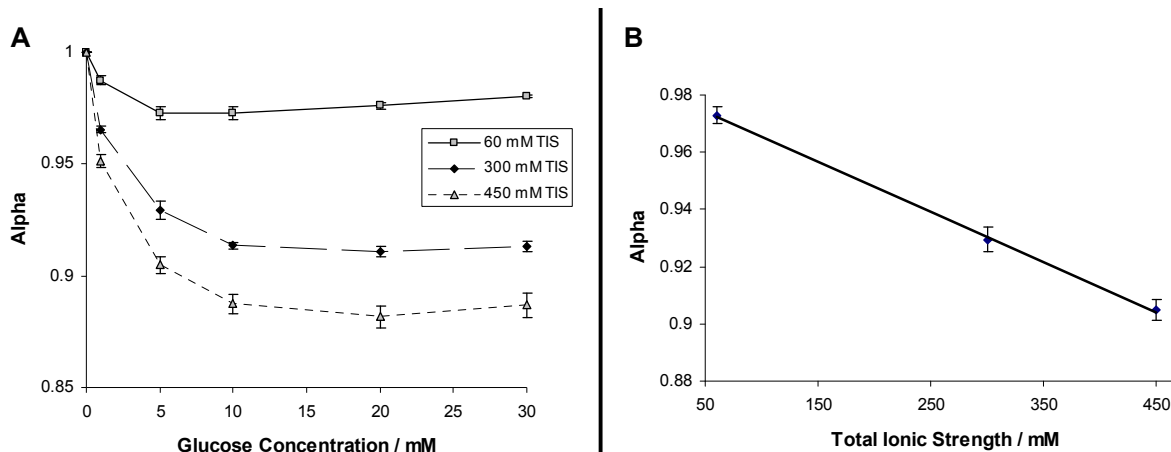 A
1
0.95
0.9
0.85
Alpha
0
5
10
15
20
25
30
Glucose Concentration / mM
60 mM TIS
300 mM TIS
450 mM TIS
B
0.98
0.96
0.94
0.92
0.9
0.88
Alpha
50
150
250
350
450
Total Ionic Strength / mM